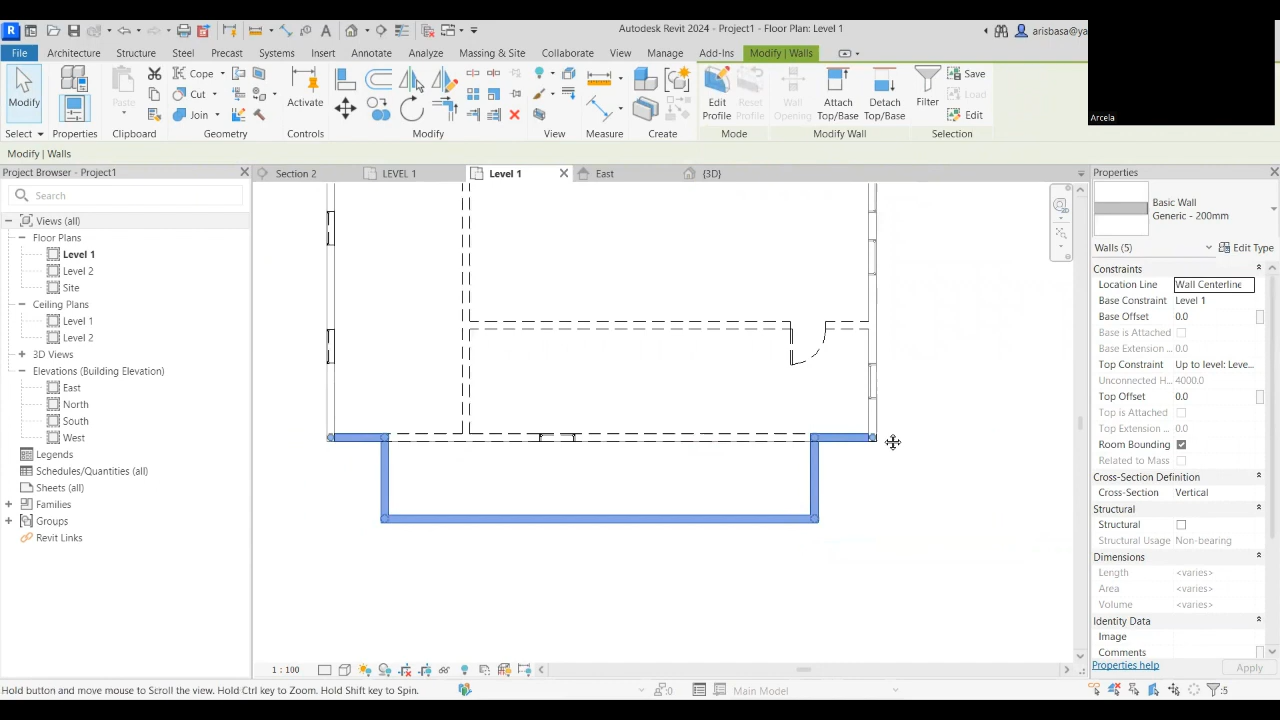 Autodesk Revit 2024 - Project1 - Floor Plan: Level 1
arisbasa@ya
File Architecture Structure Steel Precast Systems Insert Annotate Analyze Massing & Site Collaborate View Manage Add-Ins Modify | Walls
Modify
Select
Properties
Paste
Clipboard
Cope
Cut
Join
Geometry
Activate
Controls
Modify
View
Measure
Create
Edit Profile
Reset Profile
Mode
Wall Opening
Attach Top/Base
Detach Top/Base
Modify Wall
Filter
Save
Load
Edit
Selection
Arcela
Modify | Walls
Project Browser - Project1
Search
Views (all)
Floor Plans
Level 1
Level 2
Site
Ceiling Plans
Level 1
Level 2
3D Views
Elevations (Building Elevation)
East
North
South
West
Legends
Schedules/Quantities (all)
Sheets (all)
Families
Groups
Revit Links
Section 2
LEVEL 1
Level 1
East
{3D}
Properties
Basic Wall
Generic - 200mm
Walls (5)
Edit Type
Constraints
Location Line Wall Centerline
Base Constraint Level 1
Base Offset 0.0
Base is Attached
Base Extension ... 0.0
Top Constraint Up to level: Leve...
Unconnected H... 4000.0
Top Offset 0.0
Top is Attached
Top Extension ... 0.0
Room Bounding
Related to Mass
Cross-Section Definition
Cross-Section Vertical
Structural
Structural
Structural Usage Non-bearing
Dimensions
Length <varies>
Area <varies>
Volume <varies>
Identity Data
Image
Comments
Properties help
Apply
1 : 100
Hold button and move mouse to Scroll the view. Hold Ctrl key to Zoom. Hold Shift key to Spin.
:0
Main Model
:5